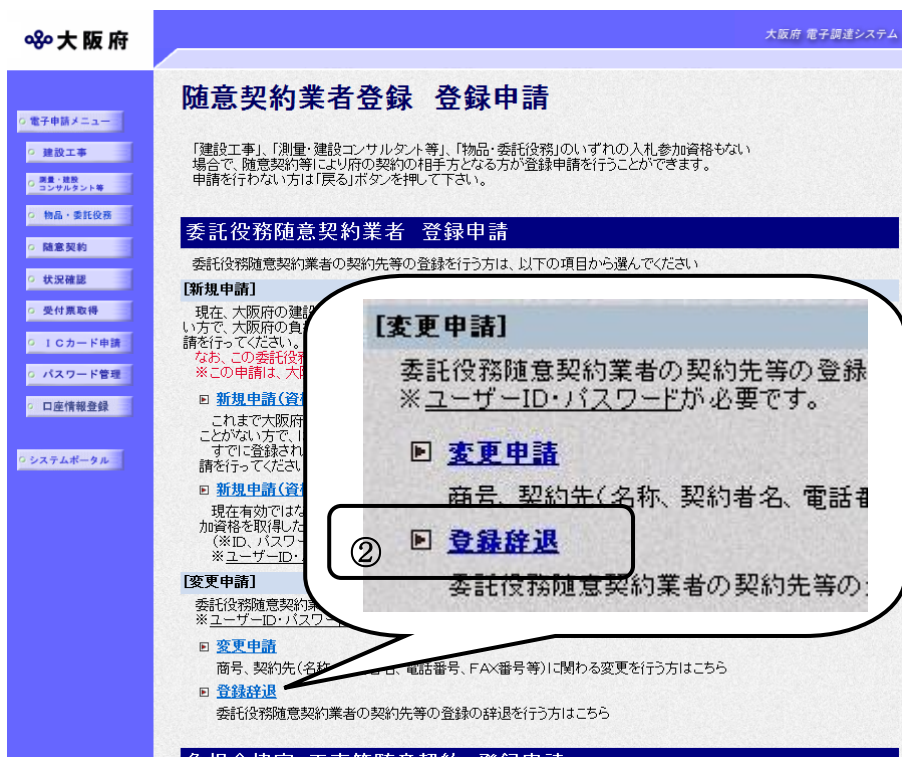 大阪府
大阪府 電子調達システム
電子申請メニュー
建設工事
測量・建設
コンサルタント等
物品・委託役務
随意契約
状況確認
受付票取得
ICカード申請
パスワード管理
口座情報登録
システムポータル
随意契約業者登録 登録申請
「建設工事」、「測量・建設コンサルタント等」、「物品・委託役務」のいずれの入札参加資格もない
場合で、随意契約等により府の契約の相手方となる方が登録申請を行うことができます。
申請を行わない方は「戻る」ボタンを押して下さい。
委託役務随意契約業者 登録申請
委託役務随意契約業者の契約先等の登録を行う方は、以下の項目から選んでください
[新規申請]
現在、大阪府の建設
い方で、大阪府の負
請を行ってください。
なお、この委託役務
※この申請は、大阪
新規申請(資格
これまで大阪府
ことがない方で、
すでに登録され
請を行ってください
新規申請(資格
現在有効ではな
加資格を取得した
(※ID、パスワー
※ユーザーID・
[変更申請]
委託役務随意契約業
※ユーザーID・パスワード
変更申請
商号、契約先(名称、 名、電話番号、FAX番号等)に関わる変更を行う方はこちら
登録辞退
委託役務随意契約業者の契約先等の登録の辞退を行う方はこちら
[変更申請]
委託役務随意契約業者の契約先等の登録
※ユーザーID・パスワードが必要です。
変更申請
商号、契約先(名称、契約者名、電話番
② 登録辞退
委託役務随意契約業者の契約先等の